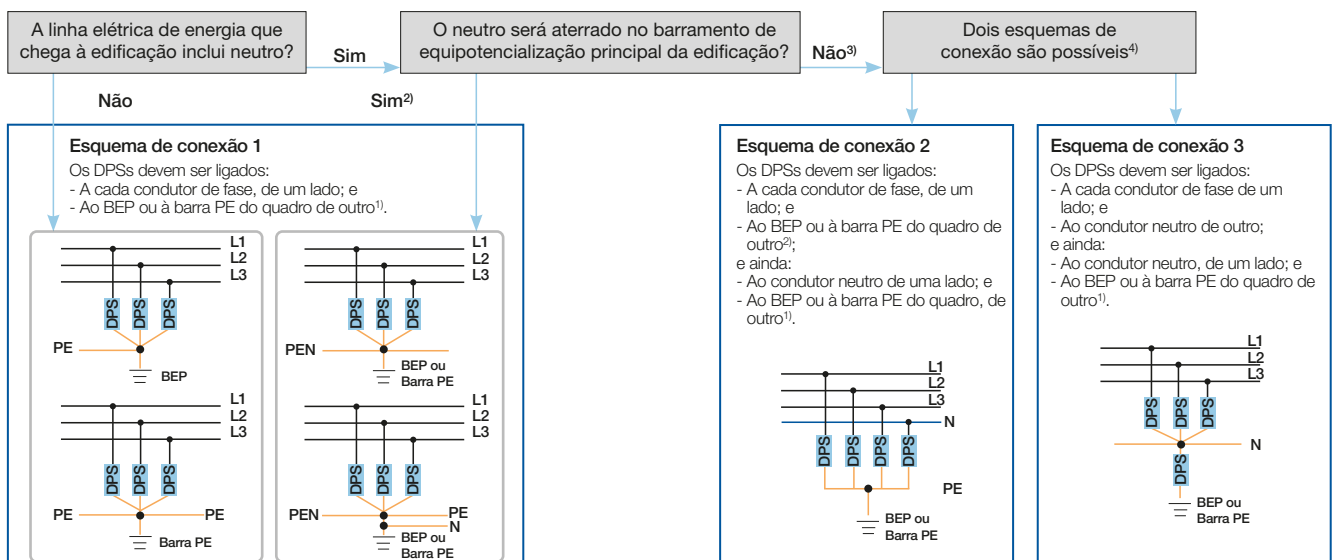 A linha elétrica de energia que
chega à edificação inclui neutro?
Sim
O neutro será aterrado no barramento de
equipotencialização principal da edificação?
Não3)
Dois esquemas de
conexão são possíveis4)
Não
Sim2)
Esquema de conexão 1
Os DPSs devem ser ligados:
- A cada condutor de fase, de um lado; e
- Ao BEP ou à barra PE do quadro de outro1).
L1
L2
L3
DPS
DPS
DPS
PE
BEP
L1
L2
L3
DPS
DPS
DPS
PE
PE
Barra PE
L1
L2
L3
DPS
DPS
DPS
PEN
BEP ou
Barra PE
L1
L2
L3
DPS
DPS
DPS
PEN
PE
N
BEP ou
Barra PE
Esquema de conexão 2
Os DPSs devem ser ligados:
- A cada condutor de fase, de um
lado; e
- Ao BEP ou à barra PE do quadro de
outro2);
e ainda:
- Ao condutor neutro de uma lado; e
- Ao BEP ou à barra PE do quadro, de
outro1).
L1
L2
L3
N
DPS
DPS
DPS
DPS
PE
BEP ou
Barra PE
Esquema de conexão 3
Os DPSs devem ser ligados:
- A cada condutor de fase de um
lado; e
- Ao condutor neutro de outro;
e ainda:
- Ao condutor neutro, de um lado; e
- Ao BEP ou à barra PE do quadro de
outro1).
L1
L2
L3
DPS
DPS
DPS
N
DPS
BEP ou
Barra PE